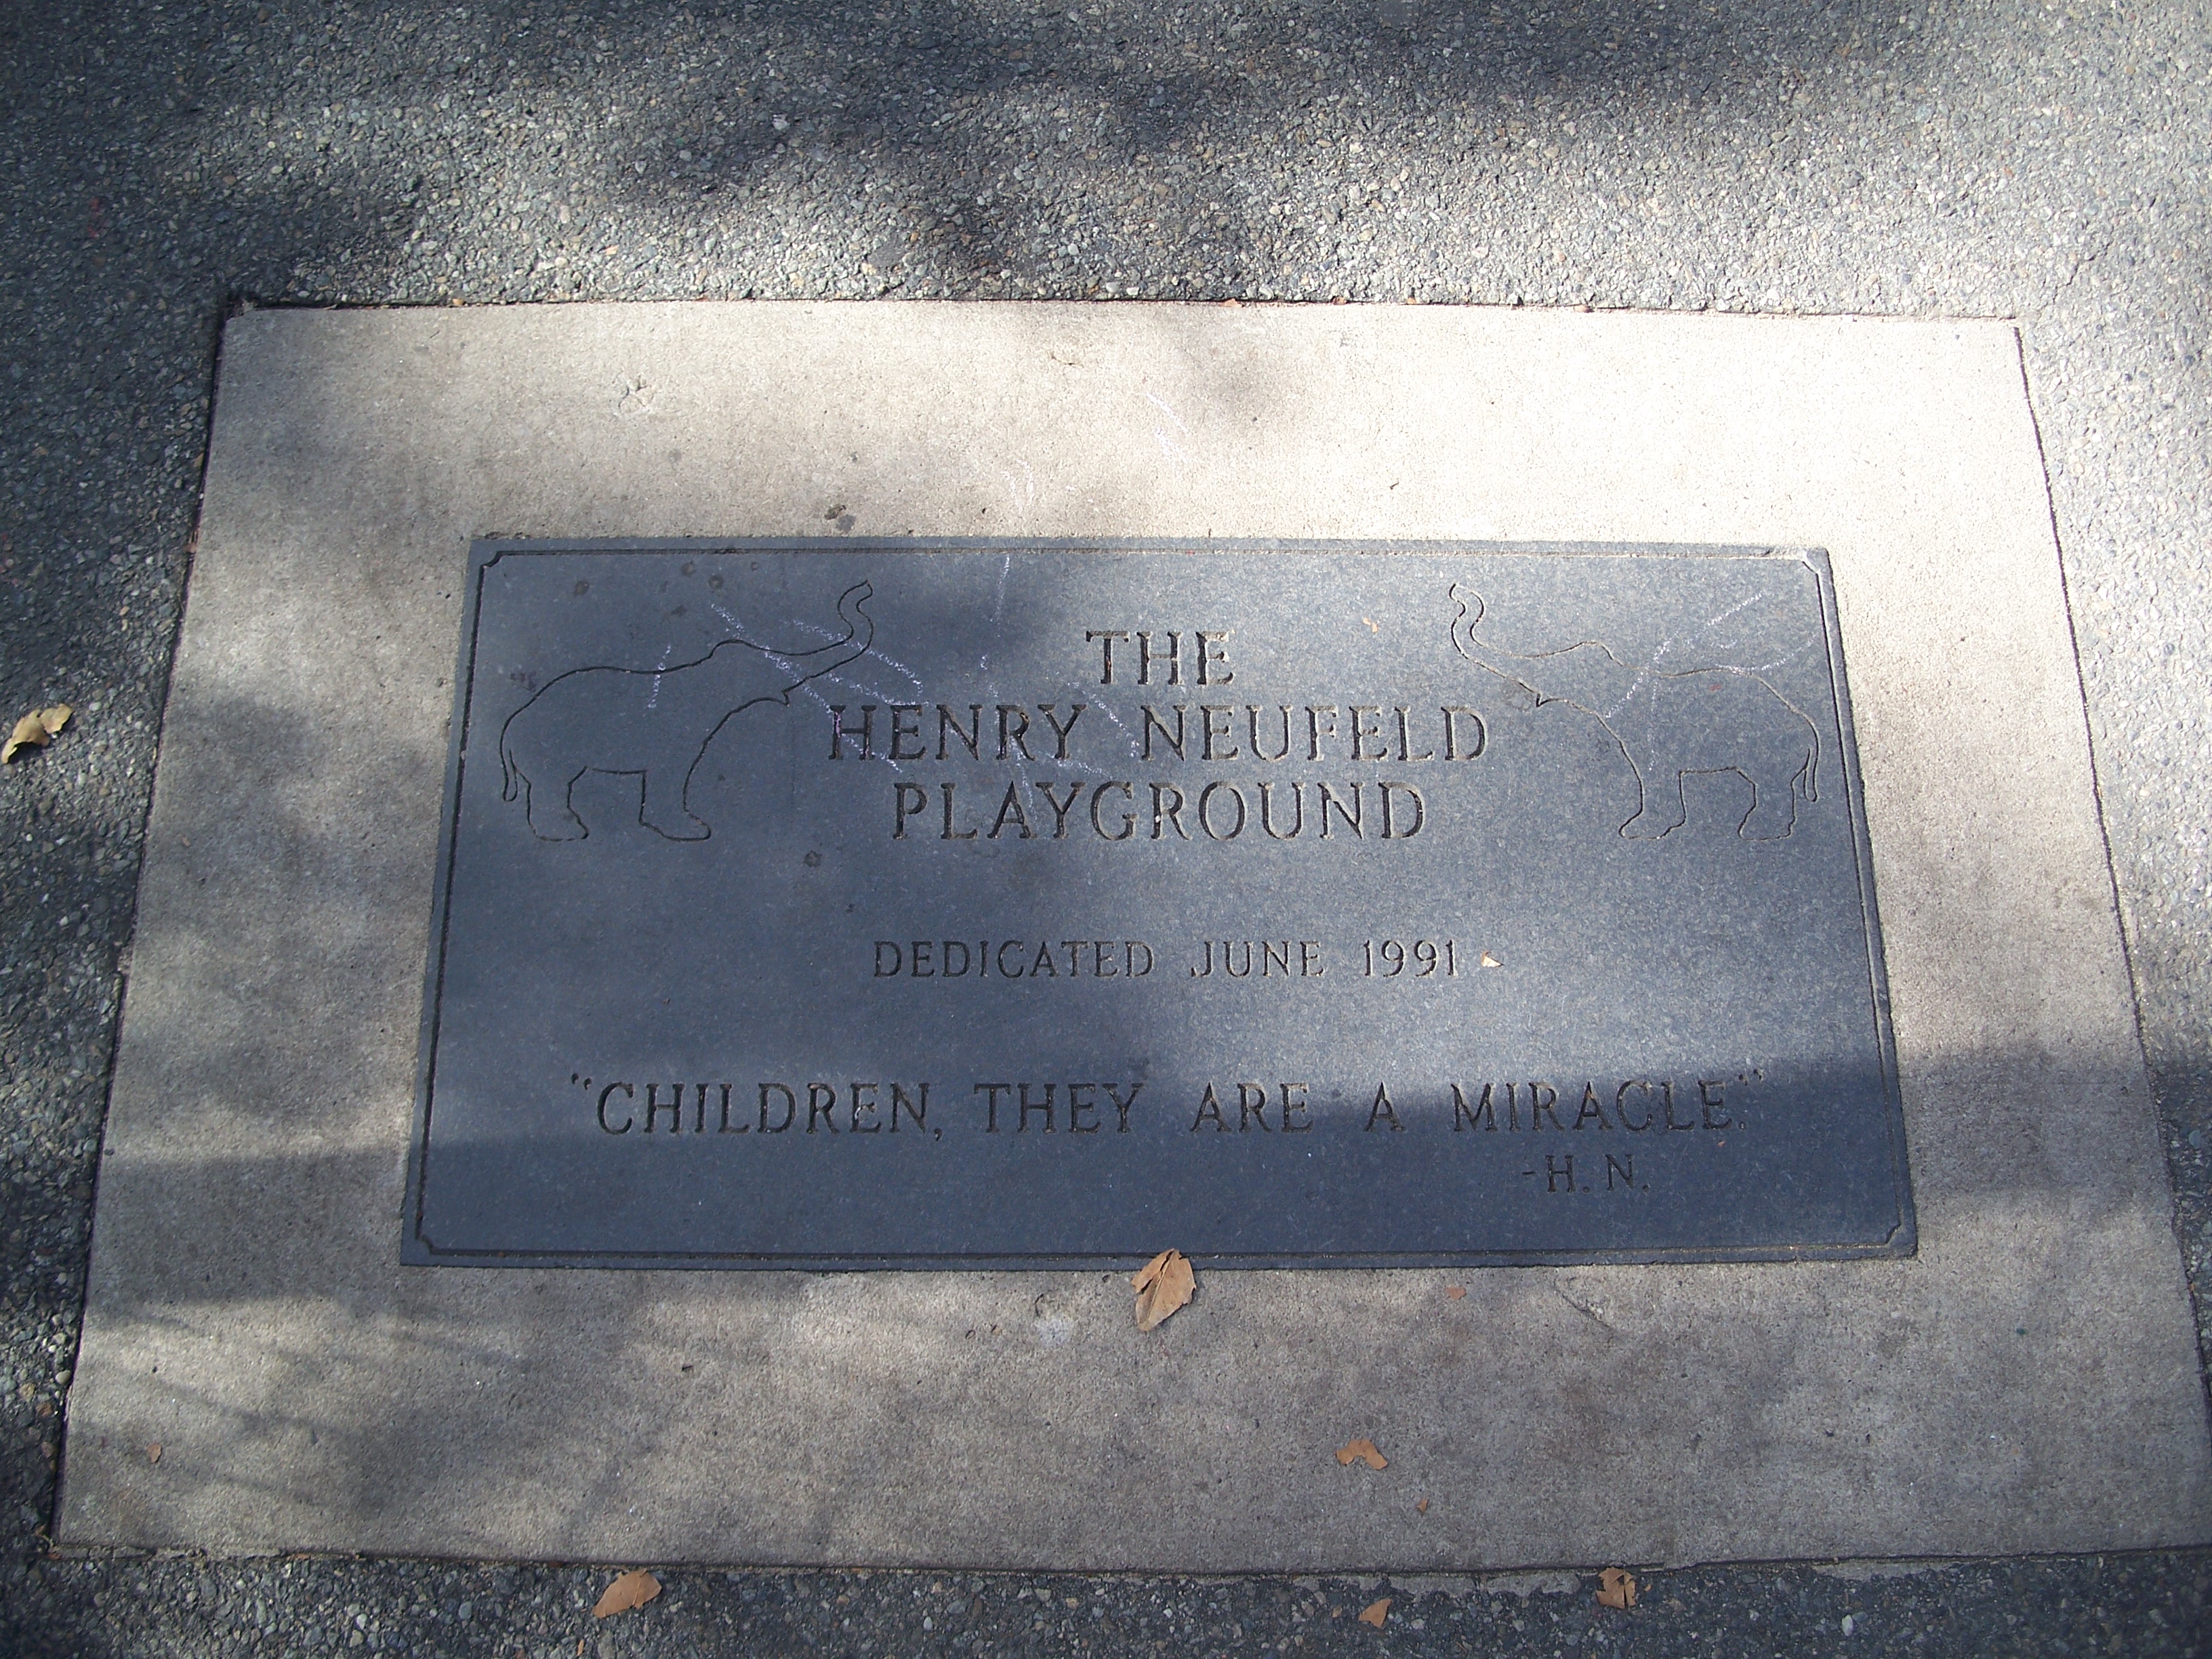 THE
HENRY NEUFELD
PLAYGROUND
DEDICATED JUNE 1991
"CHILDREN, THEY ARE A MIRACLE."
-H. N.